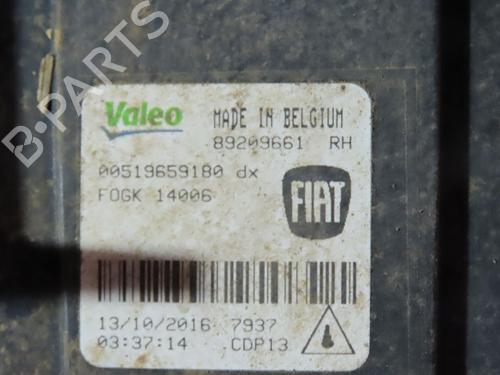 B-PARTS
Valeo MADE IN BELGIUM
89209661 RH
00519659180 dx
FOGK 14006
FIAT
13/10/2016 7937
03:37:14 CDP13